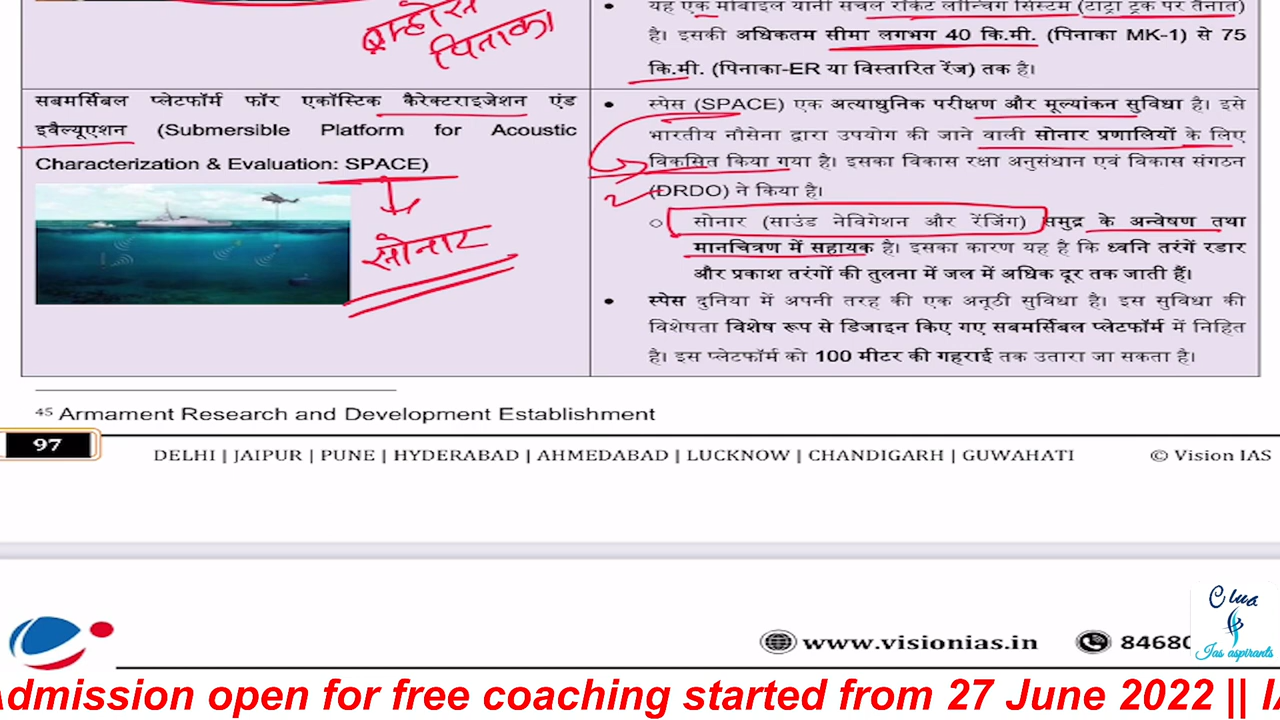 ब्रह्मोस
पिनाका
यह एक मोबाइल यानी सचल रॉकेट लॉन्चिंग सिस्टम (टाट्रा ट्रक पर तैनात)
है। इसकी अधिकतम सीमा लगभग 40 कि.मी. (पिनाका MK-1) से 75
कि.मी. (पिनाका-ER या विस्तारित रेंज) तक है।
सबमर्सिबल प्लेटफॉर्म फॉर एकॉस्टिक कैरेक्टराइजेशन एंड
इवैल्यूएशन (Submersible Platform for Acoustic
Characterization & Evaluation: SPACE)
सोनार
स्पेस (SPACE) एक अत्याधुनिक परीक्षण और मूल्यांकन सुविधा है। इसे
भारतीय नौसेना द्वारा उपयोग की जाने वाली सोनार प्रणालियों के लिए
विकसित किया गया है। इसका विकास रक्षा अनुसंधान एवं विकास संगठन
(DRDO) ने किया है।
सोनार (साउंड नेविगेशन और रेंजिंग) समुद्र के अन्वेषण तथा
मानचित्रण में सहायक है। इसका कारण यह है कि ध्वनि तरंगें रडार
और प्रकाश तरंगों की तुलना में जल में अधिक दूर तक जाती हैं।
स्पेस दुनिया में अपनी तरह की एक अनूठी सुविधा है। इस सुविधा की
विशेषता विशेष रूप से डिजाइन किए गए सबमर्सिबल प्लेटफॉर्म में निहित
है। इस प्लेटफॉर्म को 100 मीटर की गहराई तक उतारा जा सकता है।
45 Armament Research and Development Establishment
97
DELHI | JAIPUR | PUNE | HYDERABAD | AHMEDABAD | LUCKNOW | CHANDIGARH | GUWAHATI
© Vision IAS
www.visionias.in
84680
Ias aspirants
Admission open for free coaching started from 27 June 2022 ||